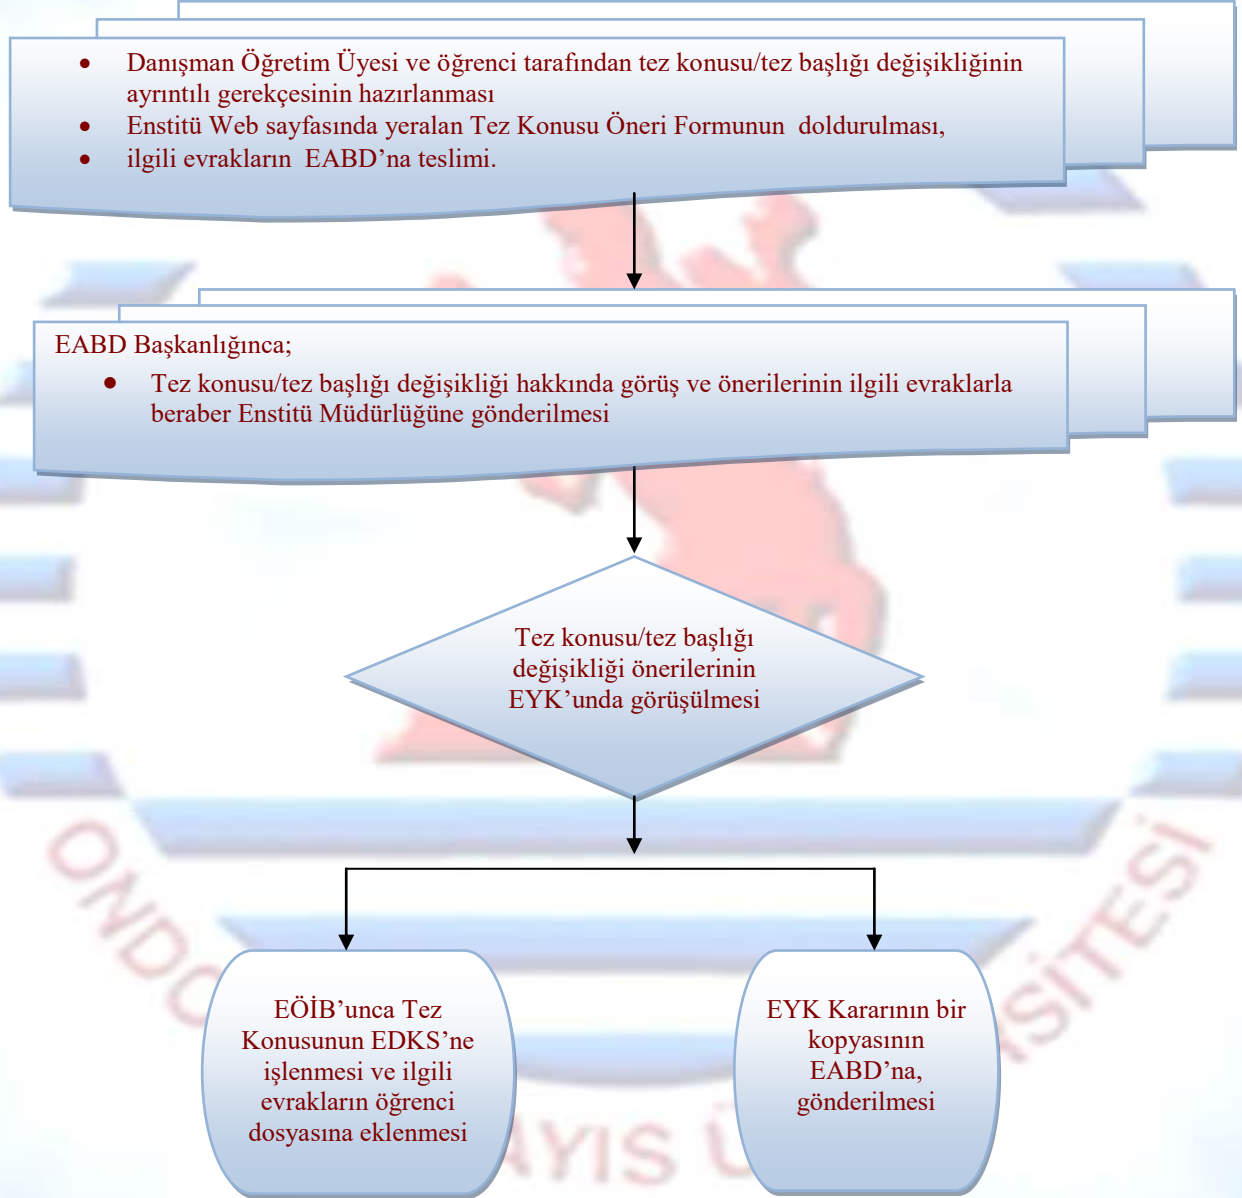 • Danışman Öğretim Üyesi ve öğrenci tarafından tez konusu/tez başlığı değişikliğinin
ayrıntılı gerekçesinin hazırlanması
• Enstitü Web sayfasında yeralan Tez Konusu Öneri Formunun doldurulması,
• ilgili evrakların EABD’na teslimi.
EABD Başkanlığınca;
• Tez konusu/tez başlığı değişikliği hakkında görüş ve önerilerinin ilgili evraklarla
beraber Enstitü Müdürlüğüne gönderilmesi
Tez konusu/tez başlığı
değişikliği önerilerinin
EYK’unda görüşülmesi
EÖİB’unca Tez
Konusunun EDKS’ne
işlenmesi ve ilgili
evrakların öğrenci
dosyasına eklenmesi
EYK Kararının bir
kopyasının
EABD’na,
gönderilmesi